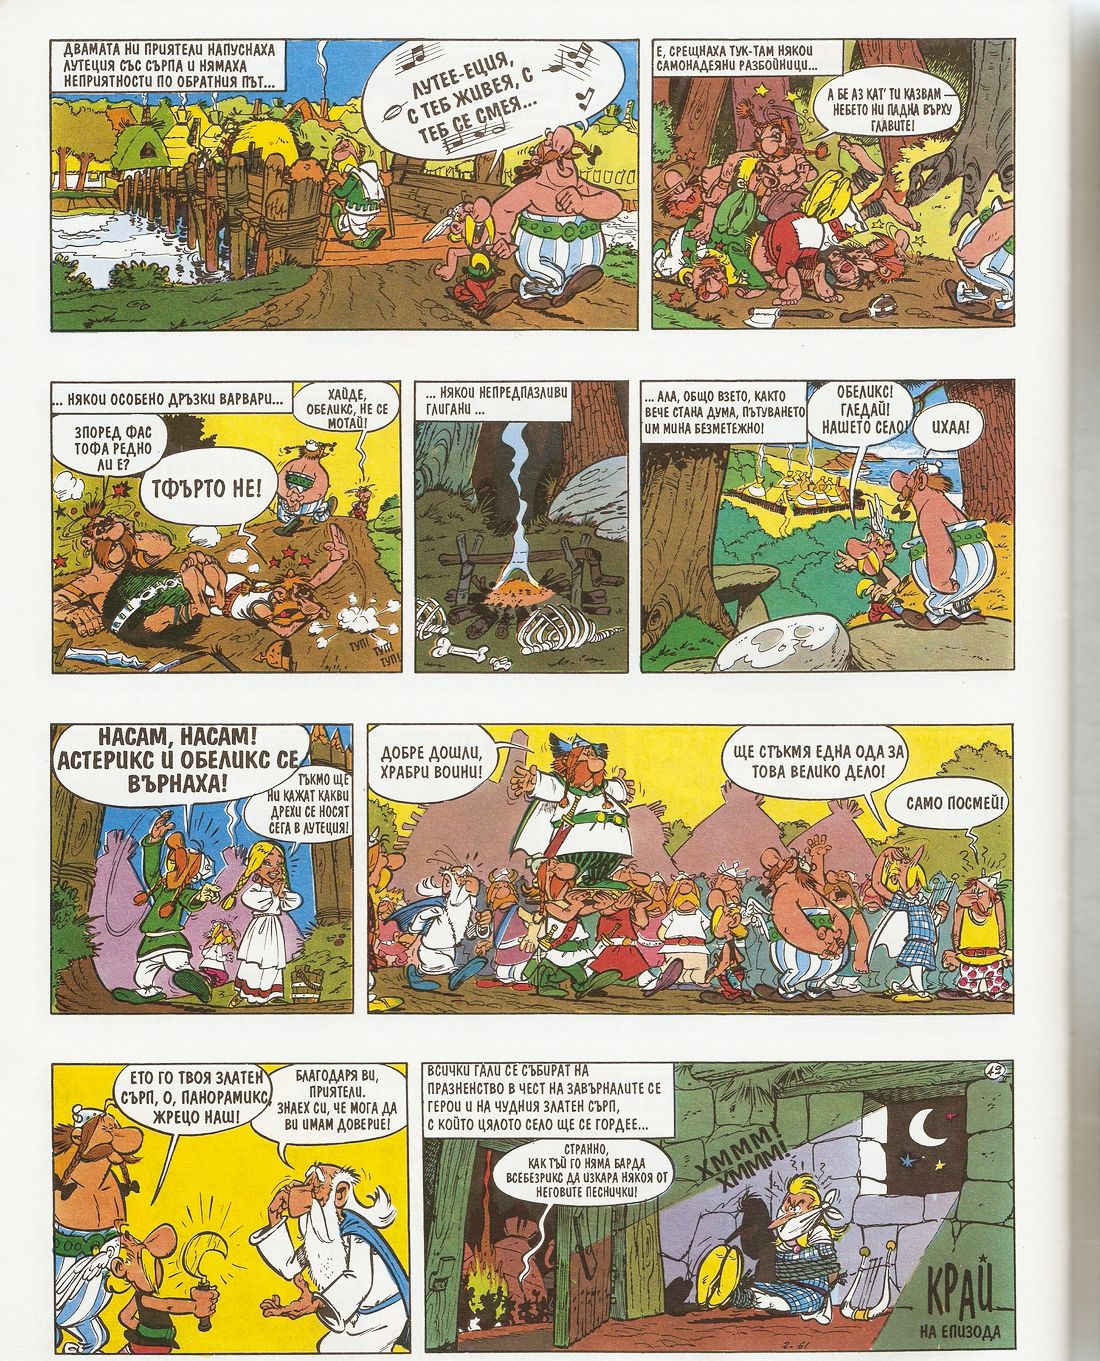 ДВАМАТА НИ ПРИЯТЕЛИ НАПУСНАХА
ЛУТЕЦИЯ СЪС СЪРПА И НЯМАХА
НЕПРИЯТНОСТИ ПО ОБРАТНИЯ ПЪТ...
ЛУТЕЕ-ЕЦИЯ,
С ТЕБ ЖИВЕЯ, С
ТЕБ СЕ СМЕЯ...
Е, СРЕЩНАХА ТУК-ТАМ НЯКОИ
САМОНАДЕЯНИ РАЗБОЙНИЦИ...
А БЕ АЗ КАТ' ТИ КАЗВАМ —
НЕБЕТО НИ ПАДНА ВЪРХУ
ГЛАВИТЕ!
... НЯКОИ ОСОБЕНО ДРЪЗКИ ВАРВАРИ...
ХАЙДЕ,
ОБЕЛИКС, НЕ СЕ
МОТАЙ!
ЗПОРЕД ФАС
ТОФА РЕДНО
ЛИ Е?
ТФЪРТО НЕ!
ТУП!
ТУП!
ТУП!
... НЯКОИ НЕПРЕДПАЗЛИВИ
ГЛИГАНИ ...
... АЛА, ОБЩО ВЗЕТО, КАКТО
ВЕЧЕ СТАНА ДУМА, ПЪТУВАНЕТО
ИМ МИНА БЕЗМЕТЕЖНО!
ОБЕЛИКС!
ГЛЕДАЙ!
НАШЕТО СЕЛО!
ИХАА!
НАСАМ, НАСАМ!
АСТЕРИКС И ОБЕЛИКС СЕ
ВЪРНАХА!
ТЪКМО ЩЕ
НИ КАЖАТ КАКВИ
ДРЕХИ СЕ НОСЯТ
СЕГА В ЛУТЕЦИЯ!
ДОБРЕ ДОШЛИ,
ХРАБРИ ВОИНИ!
ЩЕ СТЪКМЯ ЕДНА ОДА ЗА
ТОВА ВЕЛИКО ДЕЛО!
САМО ПОСМЕЙ!
ЕТО ГО ТВОЯ ЗЛАТЕН
СЪРП, О, ПАНОРАМИКС,
ЖРЕЦО НАШ!
БЛАГОДАРЯ ВИ,
ПРИЯТЕЛИ.
ЗНАЕХ СИ, ЧЕ МОГА ДА
ВИ ИМАМ ДОВЕРИЕ!
ВСИЧКИ ГАЛИ СЕ СЪБИРАТ НА
ПРАЗНЕНСТВО В ЧЕСТ НА ЗАВЪРНАЛИТЕ СЕ
ГЕРОИ И НА ЧУДНИЯ ЗЛАТЕН СЪРП,
С КОЙТО ЦЯЛОТО СЕЛО ЩЕ СЕ ГОРДЕЕ...
42
СТРАННО,
КАК ТЪЙ ГО НЯМА БАРДА
ВСЕБЕЗРИКС ДА ИЗКАРА НЯКОЯ ОТ
НЕГОВИТЕ ПЕСНИЧКИ!
ХМММ!
ХМММ!
КРАЙ
НА ЕПИЗОДА
2-61